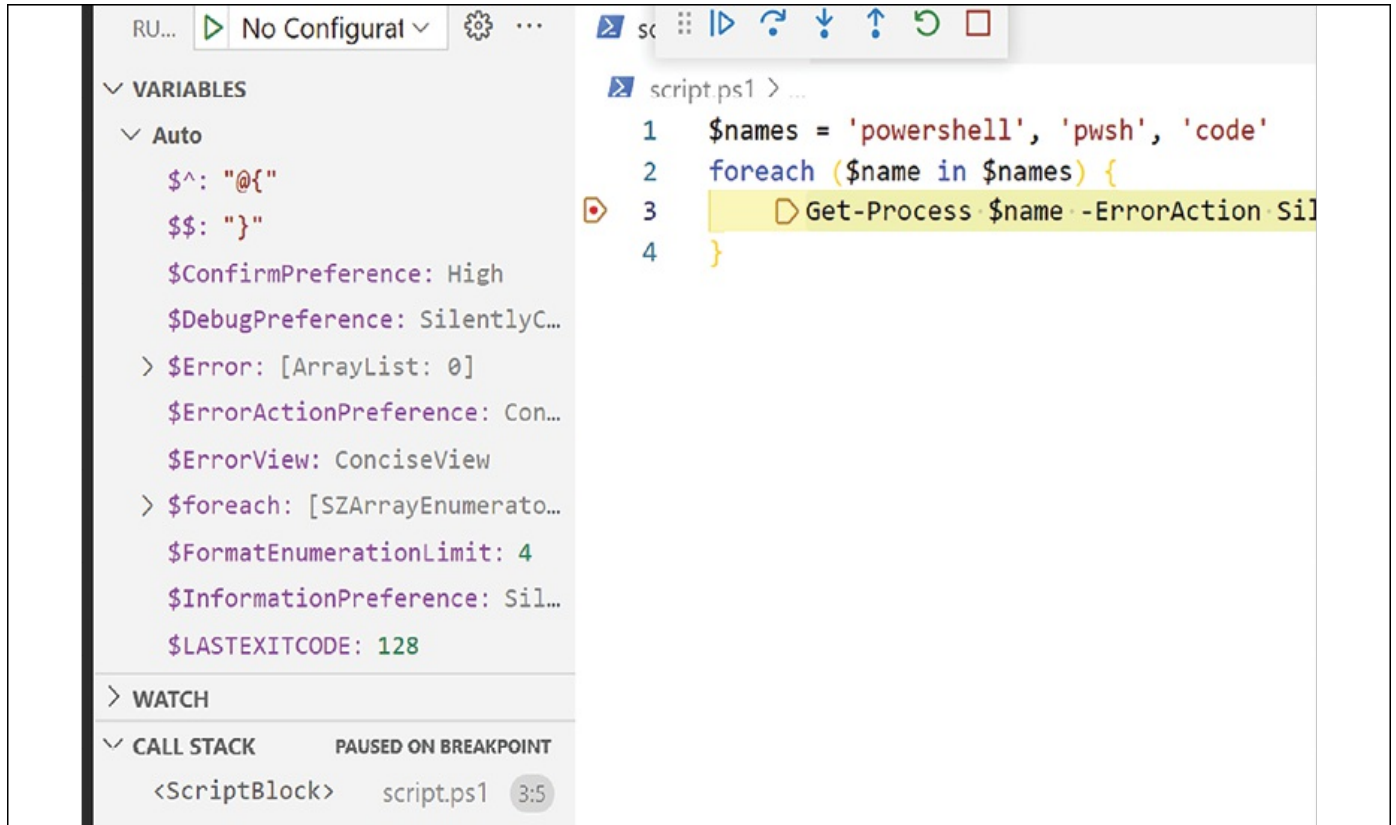 RU... No Configurat
VARIABLES
Auto
$^: "@{"
$$: "}"
$ConfirmPreference: High
$DebugPreference: SilentlyC…
$Error: [ArrayList: 0]
$ErrorActionPreference: Con…
$ErrorView: ConciseView
$foreach: [SZArrayEnumerato…
$FormatEnumerationLimit: 4
$InformationPreference: Sil…
$LASTEXITCODE: 128
WATCH
CALL STACK PAUSED ON BREAKPOINT
<ScriptBlock> script.ps1 3:5
sc
script.ps1 > ...
1 $names = 'powershell', 'pwsh', 'code'
2 foreach ($name in $names) {
3 Get-Process $name -ErrorAction Sil
4 }